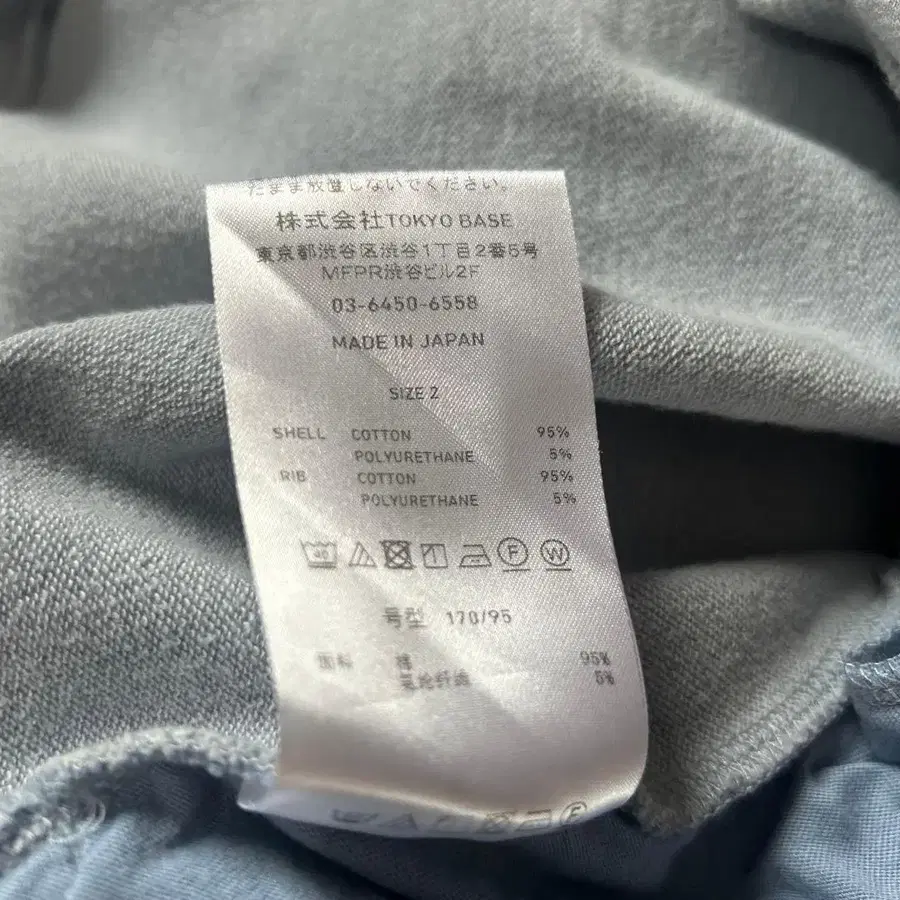 たまま放置しないでください。
株式会社TOKYO BASE
東京都渋谷区渋谷1丁目2番5号
MFPR渋谷ビル2F
03-6450-6558
MADE IN JAPAN
SIZE 2
SHELL COTTON 95%
POLYURETHANE 5%
RIB COTTON 95%
POLYURETHANE 5%
40 F W
号型 170/95
面料 棉 95%
氨纶纤维 5%
F